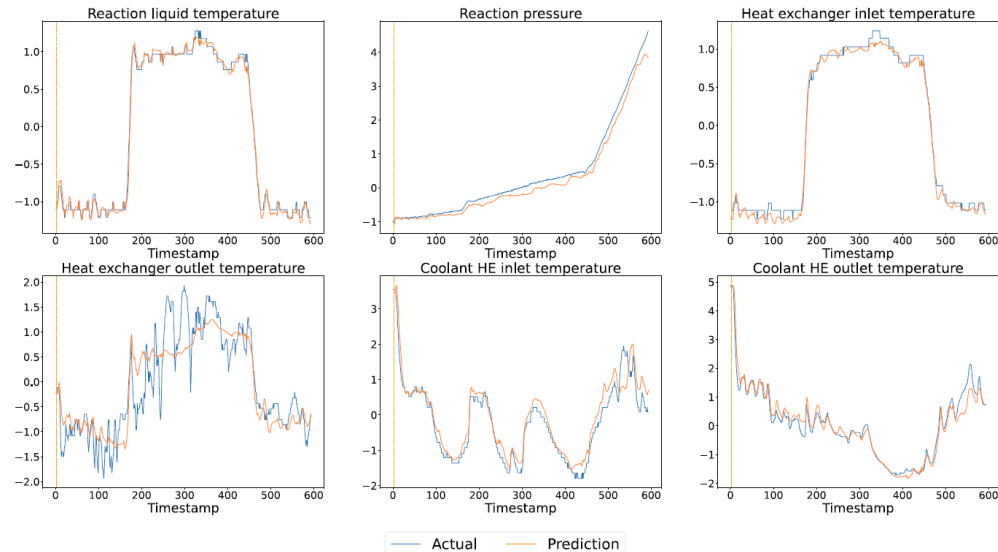 Reaction liquid temperature
Reaction pressure
Heat exchanger inlet temperature
1.0
0.5
0.0
−0.5
−1.0
0 100 200 300 400 500 600
Timestamp
4
3
2
1
0
−1
0 100 200 300 400 500 600
Timestamp
1.0
0.5
0.0
−0.5
−1.0
0 100 200 300 400 500 600
Timestamp
Heat exchanger outlet temperature
Coolant HE inlet temperature
Coolant HE outlet temperature
2.0
1.5
1.0
0.5
0.0
−0.5
−1.0
−1.5
−2.0
0 100 200 300 400 500 600
Timestamp
3
2
1
0
−1
−2
0 100 200 300 400 500 600
Timestamp
5
4
3
2
1
0
−1
−2
0 100 200 300 400 500 600
Timestamp
Actual Prediction